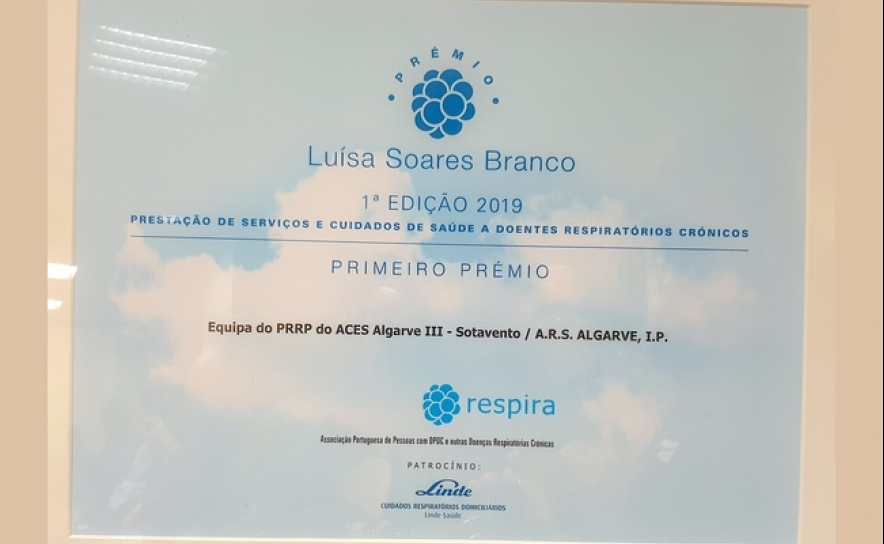 PRÉMIO
Luísa Soares Branco
1ª EDIÇÃO 2019
PRESTAÇÃO DE SERVIÇOS E CUIDADOS DE SAÚDE A DOENTES RESPIRATÓRIOS CRÓNICOS
PRIMEIRO PRÉMIO
Equipa do PRRP do ACES Algarve III - Sotavento / A.R.S. ALGARVE, I.P.
respira
Associação Portuguesa de Pessoas com DPOC e outras Doenças Respiratórias Crónicas
PATROCÍNIO:
Linde
CUIDADOS RESPIRATÓRIOS DOMICILIÁRIOS
Linde Saúde